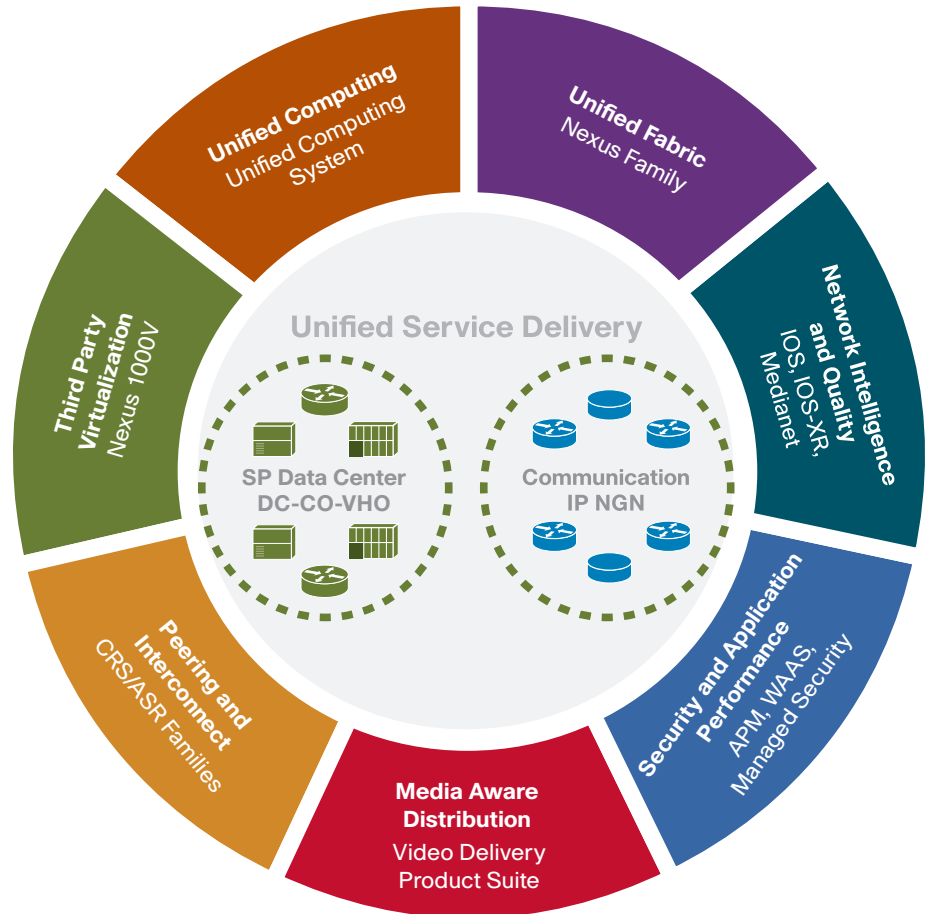 Unified Computing
Unified Computing
System
Unified Fabric
Nexus Family
Network Intelligence
and Quality
IOS, IOS-XR,
Medianet
Security and Application
Performance
APM, WAAS,
Managed Security
Media Aware
Distribution
Video Delivery
Product Suite
Peering and
Interconnect
CRS/ASR Families
Third Party
Virtualization
Nexus 1000V
Unified Service Delivery
SP Data Center
DC-CO-VHO
Communication
IP NGN